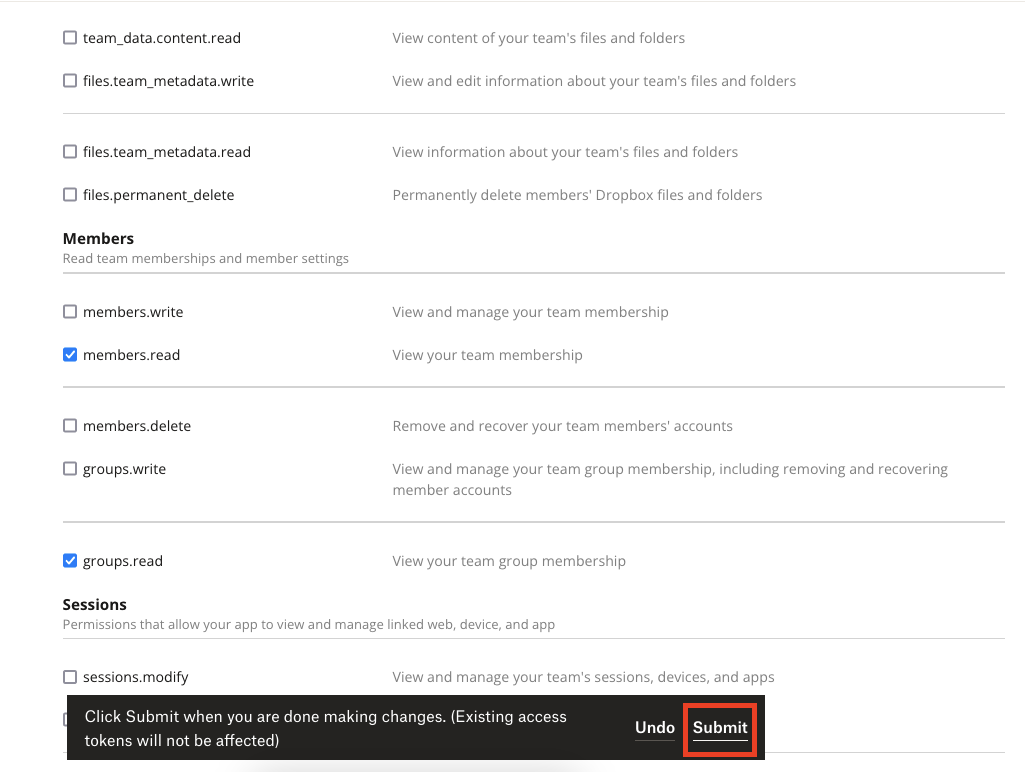 team_data.content.read View content of your team's files and folders
files.team_metadata.write View and edit information about your team's files and folders
files.team_metadata.read View information about your team's files and folders
files.permanent_delete Permanently delete members' Dropbox files and folders
Members
Read team memberships and member settings
members.write View and manage your team membership
members.read View your team membership
members.delete Remove and recover your team members' accounts
groups.write View and manage your team group membership, including removing and recovering
member accounts
groups.read View your team group membership
Sessions
Permissions that allow your app to view and manage linked web, device, and app
sessions.modify View and manage your team's sessions, devices, and apps
Click Submit when you are done making changes. (Existing access
tokens will not be affected)
Undo Submit